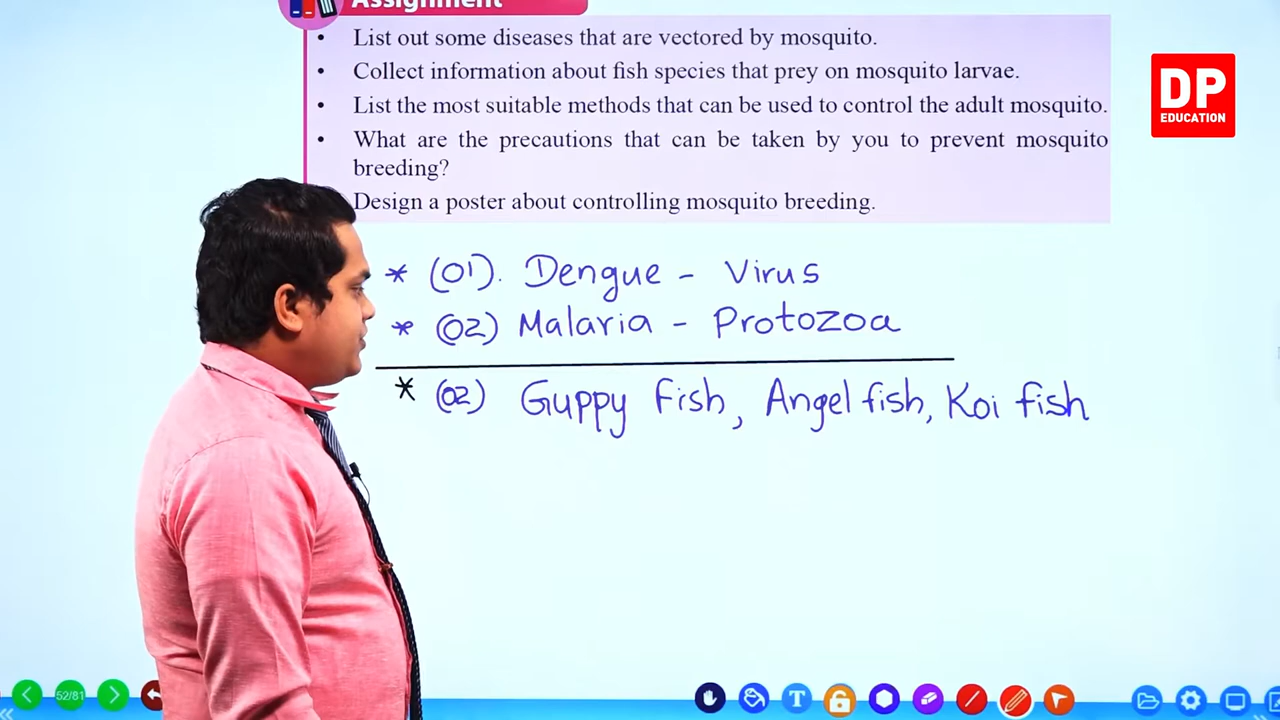 Assignment
• List out some diseases that are vectored by mosquito.
• Collect information about fish species that prey on mosquito larvae.
• List the most suitable methods that can be used to control the adult mosquito.
• What are the precautions that can be taken by you to prevent mosquito
breeding?
Design a poster about controlling mosquito breeding.
DP
EDUCATION
* (01). Dengue - Virus
* (02) Malaria - Protozoa
* (02) Guppy Fish, Angel fish, Koi fish
52/81
T